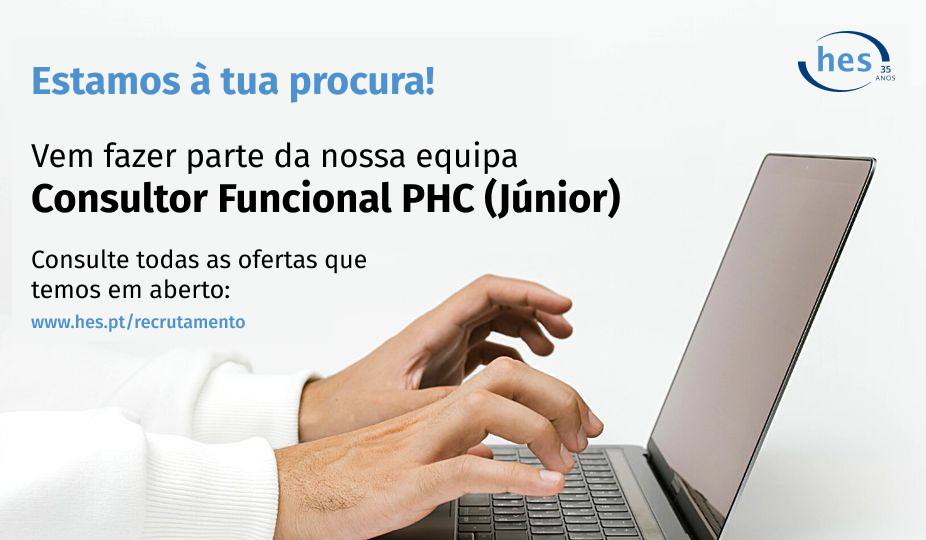 Estamos à tua procura!
hes
35
ANOS
Vem fazer parte da nossa equipa
Consultor Funcional PHC (Júnior)
Consulte todas as ofertas que
temos em aberto:
www.hes.pt/recrutamento